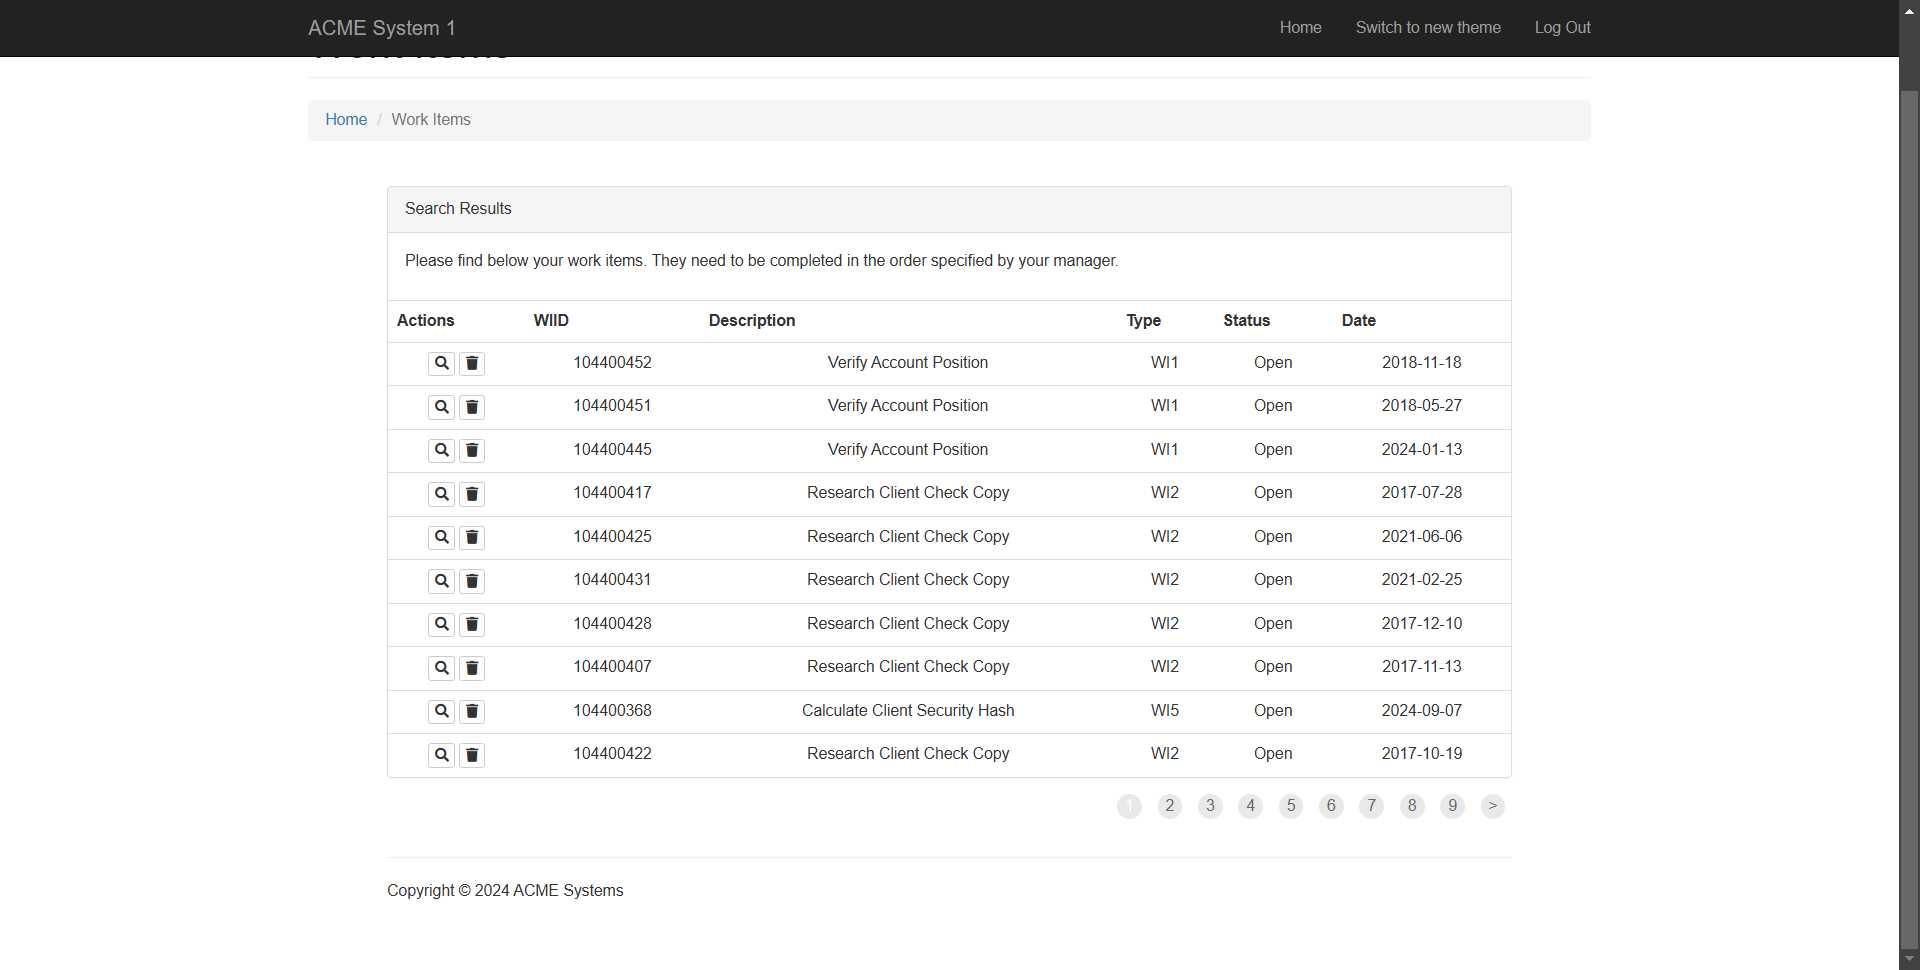 ACME System 1 Home Switch to new theme Log Out
Home / Work Items
Search Results
Please find below your work items. They need to be completed in the order specified by your manager.
Actions WIID Description Type Status Date
104400452 Verify Account Position WI1 Open 2018-11-18
104400451 Verify Account Position WI1 Open 2018-05-27
104400445 Verify Account Position WI1 Open 2024-01-13
104400417 Research Client Check Copy WI2 Open 2017-07-28
104400425 Research Client Check Copy WI2 Open 2021-06-06
104400431 Research Client Check Copy WI2 Open 2021-02-25
104400428 Research Client Check Copy WI2 Open 2017-12-10
104400407 Research Client Check Copy WI2 Open 2017-11-13
104400368 Calculate Client Security Hash WI5 Open 2024-09-07
104400422 Research Client Check Copy WI2 Open 2017-10-19
1 2 3 4 5 6 7 8 9 >
Copyright © 2024 ACME Systems